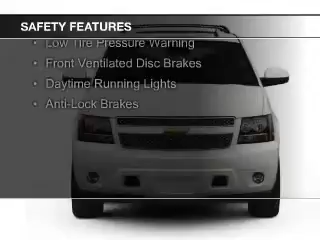 SAFETY FEATURES
• Low Tire Pressure Warning
• Front Ventilated Disc Brakes
• Daytime Running Lights
• Anti-Lock Brakes